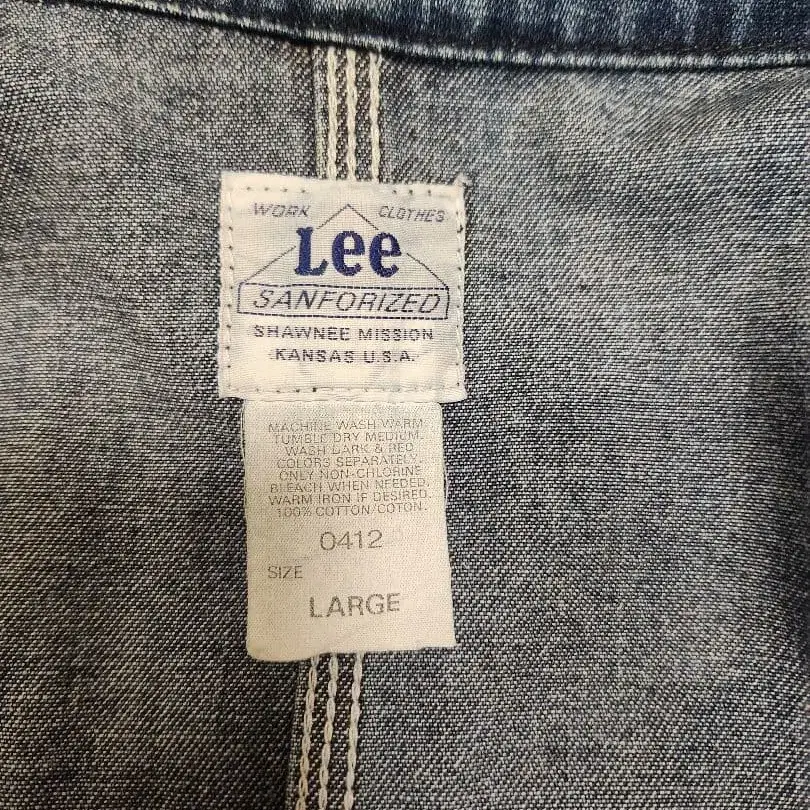 WORK CLOTHES
Lee
SANFORIZED
SHAWNEE MISSION
KANSAS U.S.A.
MACHINE WASH WARM
TUMBLE DRY MEDIUM.
WASH DARK & RED
COLORS SEPARATELY
ONLY NON-CHLORINE
BLEACH WHEN NEEDED.
WARM IRON IF DESIRED.
100% COTTON/COTON.
0412
SIZE
LARGE